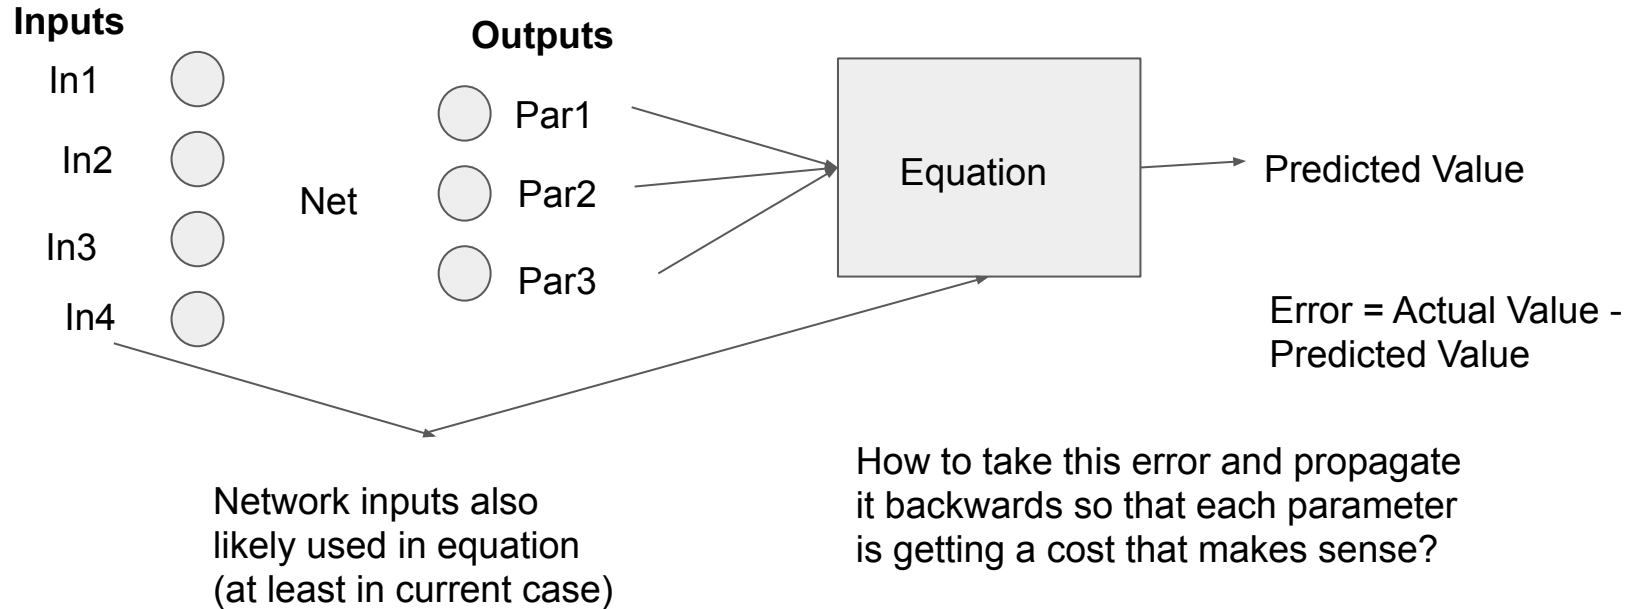 Inputs
In1
In2
In3
In4
Net
Outputs
Par1
Par2
Par3
Equation
Predicted Value
Error = Actual Value -
Predicted Value
Network inputs also
likely used in equation
(at least in current case)
How to take this error and propagate
it backwards so that each parameter
is getting a cost that makes sense?